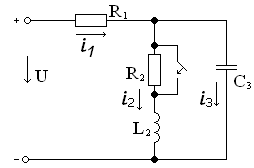 +
R₁
i₁
U
R₂
i₂
i₃
C₃
L₂
−